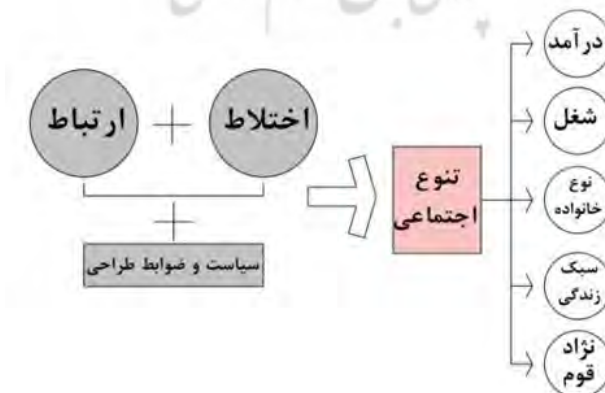 درآمد
اختلاط + ارتباط
شغل
تنوع
اجتماعی
نوع
خانواده
+
سیاست و ضوابط طراحی
سبک
زندگی
نژاد
قوم